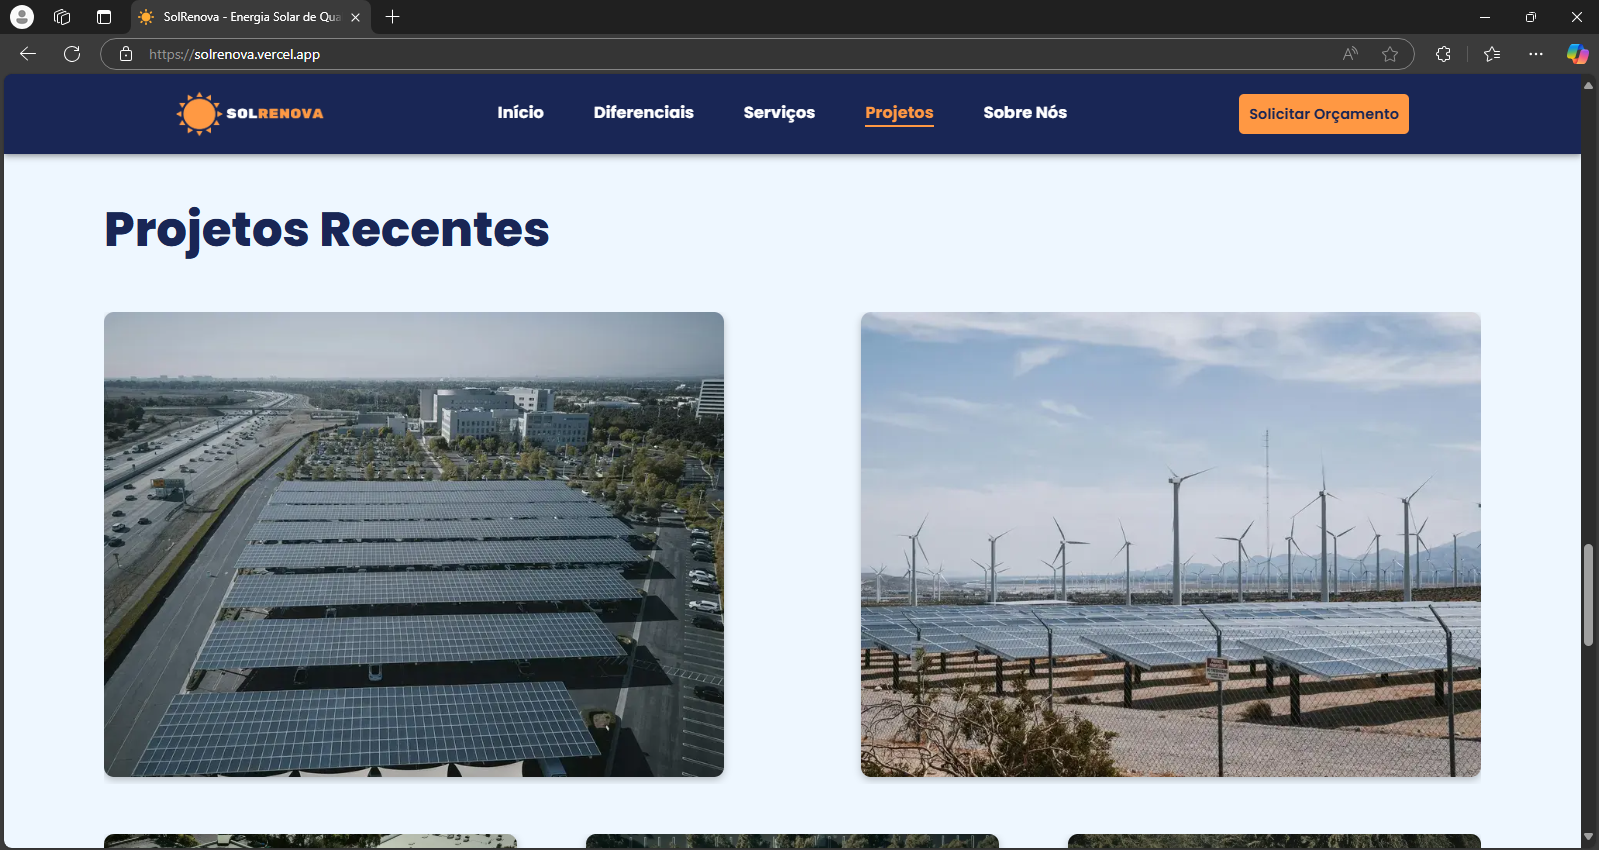 SolRenova - Energia Solar de Qua
https://solrenova.vercel.app
SOLRENOVA
Início
Diferenciais
Serviços
Projetos
Sobre Nós
Solicitar Orçamento
Projetos Recentes